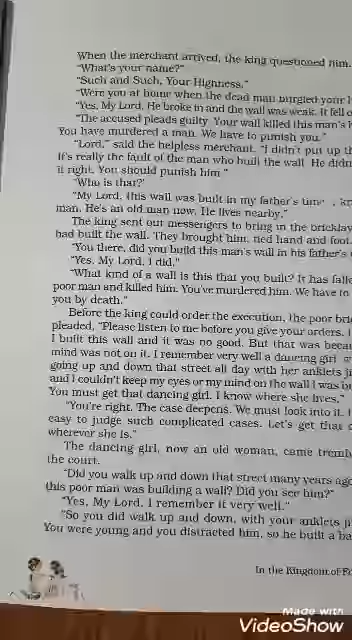 When the merchant arrived, the king questioned him.
"What's your name?"
"Such and Such, Your Highness."
"Were you at home when the dead man burgled your
"Yes, My Lord. He broke in and the wall was weak. It fell
"The accused pleads guilty. Your wall killed this man's
You have murdered a man. We have to punish you."
"Lord," said the helpless merchant, "I didn't put up
It's really the fault of the man who built the wall. He didn
it right. You should punish him."
"Who is that?"
"My Lord, this wall was built in my father's
man. He's an old man now. He lives nearby."
The king sent out messengers to bring in the
had built the wall. They brought him, tied hand and foot.
"You there, did you build this man's wall in his father's
"Yes, My Lord, I did."
"What kind of a wall is this that you built? It has
poor man and killed him. You've murdered him. We have to
you by death."
Before the king could order the execution, the poor
pleaded, "Please listen to me before you give your orders.
I built this wall and it was no good. But that was
mind was not on it. I remember very well a dancing girl
going up and down that street all day with her anklets
and I couldn't keep my eyes or my mind on the wall I was
You must get that dancing girl. I know where she lives."
"You're right. The case deepens. We must look into it.
easy to judge such complicated cases. Let's get that
wherever she is."
The dancing girl, now an old woman, came
the court.
"Did you walk up and down that street many years
this poor man was building a wall? Did you see him?"
"Yes, My Lord, I remember it very well."
"So you did walk up and down, with your anklets
You were young and you distracted him, so he built a
In the Kingdom of
Made with
VideoShow